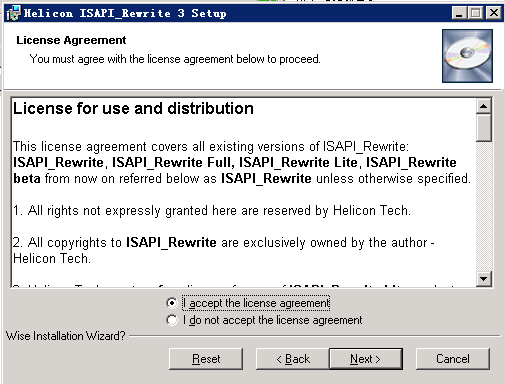 Helicon ISAPI_Rewrite 3 Setup
License Agreement
You must agree with the license agreement below to proceed.
License for use and distribution
This license agreement covers all existing versions of ISAPI_Rewrite:
ISAPI_Rewrite, ISAPI_Rewrite Full, ISAPI_Rewrite Lite, ISAPI_Rewrite
beta from now on referred below as ISAPI_Rewrite unless otherwise specified.
1. All rights not expressly granted here are reserved by Helicon Tech.
2. All copyrights to ISAPI_Rewrite are exclusively owned by the author -
Helicon Tech.
I accept the license agreement
I do not accept the license agreement
Wise Installation Wizard?
Reset
< Back
Next >
Cancel